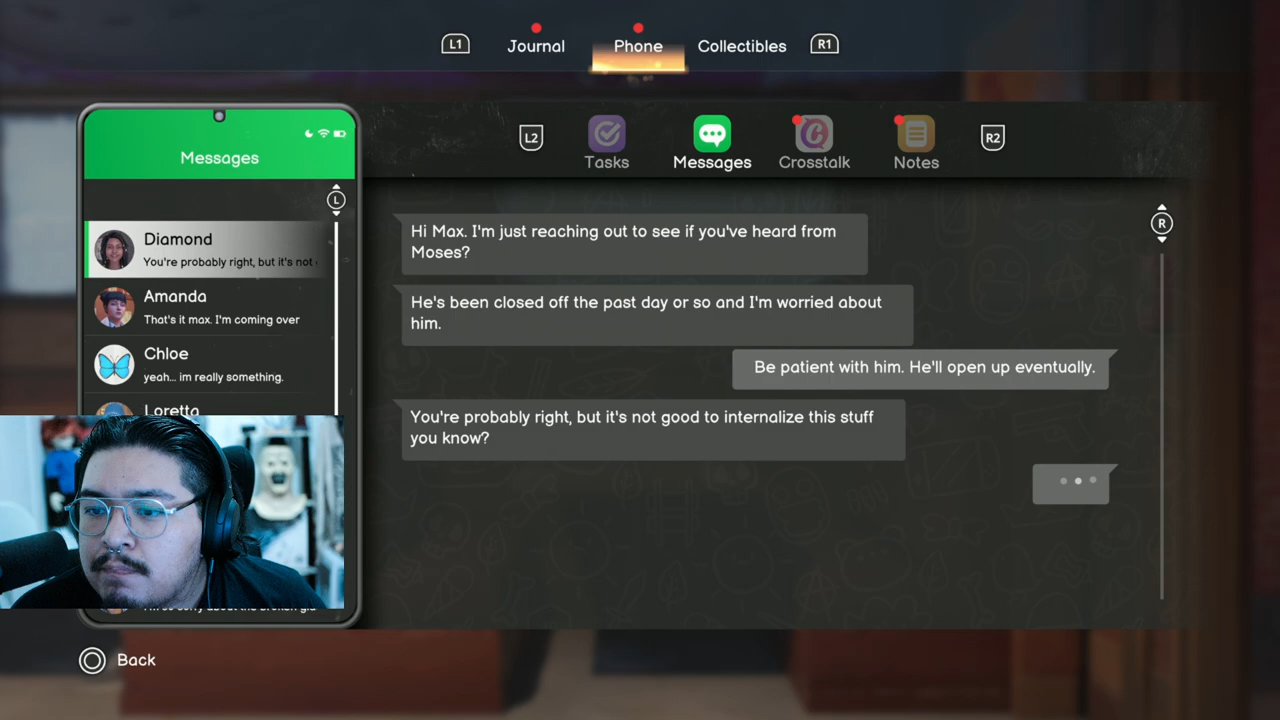 L1
Journal
Phone
Collectibles
R1
Messages
L2
Tasks
Messages
Crosstalk
Notes
R2
L
Diamond
You're probably right, but it's not
Amanda
That's it max. I'm coming over
Chloe
yeah... im really something.
Loretta
Hi Max. I'm just reaching out to see if you've heard from
Moses?
He's been closed off the past day or so and I'm worried about
him.
Be patient with him. He'll open up eventually.
You're probably right, but it's not good to internalize this stuff
you know?
R
Back